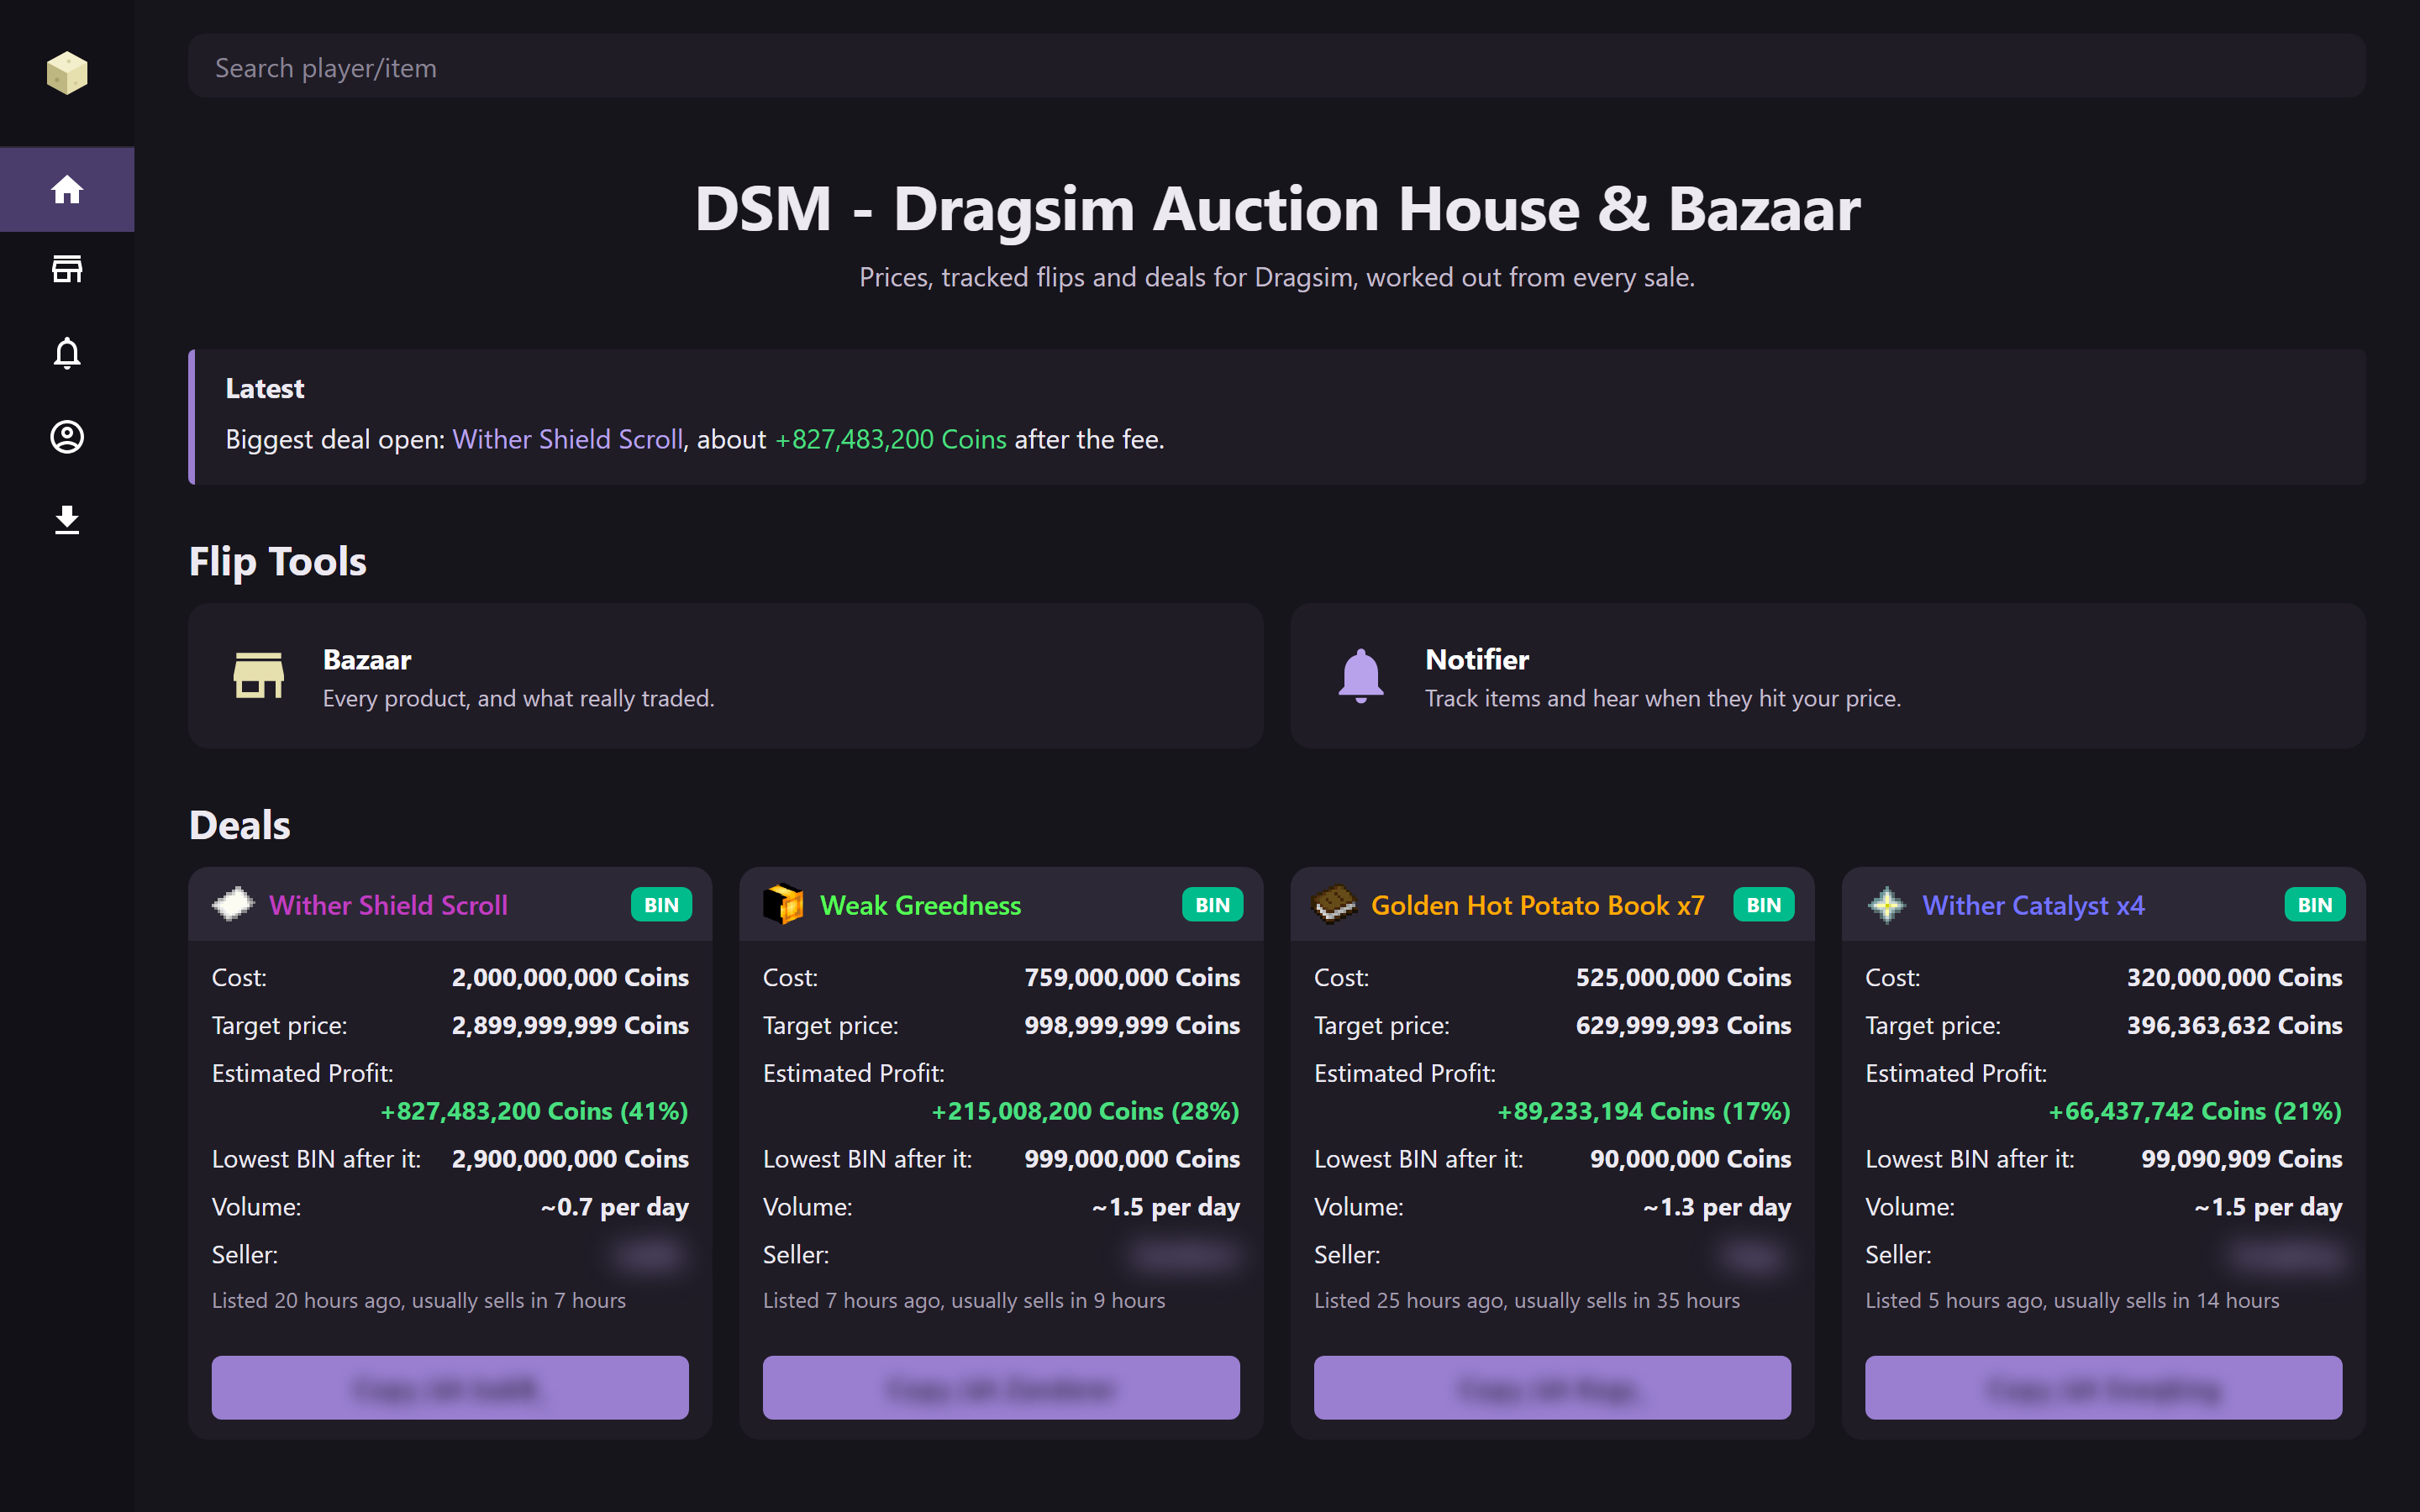 Search player/item
DSM - Dragsim Auction House & Bazaar
Prices, tracked flips and deals for Dragsim, worked out from every sale.
Latest
Biggest deal open: Wither Shield Scroll, about +827,483,200 Coins after the fee.
Flip Tools
Bazaar
Every product, and what really traded.
Notifier
Track items and hear when they hit your price.
Deals
Wither Shield Scroll BIN
Cost: 2,000,000,000 Coins
Target price: 2,899,999,999 Coins
Estimated Profit:
+827,483,200 Coins (41%)
Lowest BIN after it: 2,900,000,000 Coins
Volume: ~0.7 per day
Seller:
Listed 20 hours ago, usually sells in 7 hours
Weak Greedness BIN
Cost: 759,000,000 Coins
Target price: 998,999,999 Coins
Estimated Profit:
+215,008,200 Coins (28%)
Lowest BIN after it: 999,000,000 Coins
Volume: ~1.5 per day
Seller:
Listed 7 hours ago, usually sells in 9 hours
Golden Hot Potato Book x7 BIN
Cost: 525,000,000 Coins
Target price: 629,999,993 Coins
Estimated Profit:
+89,233,194 Coins (17%)
Lowest BIN after it: 90,000,000 Coins
Volume: ~1.3 per day
Seller:
Listed 25 hours ago, usually sells in 35 hours
Wither Catalyst x4 BIN
Cost: 320,000,000 Coins
Target price: 396,363,632 Coins
Estimated Profit:
+66,437,742 Coins (21%)
Lowest BIN after it: 99,090,909 Coins
Volume: ~1.5 per day
Seller:
Listed 5 hours ago, usually sells in 14 hours